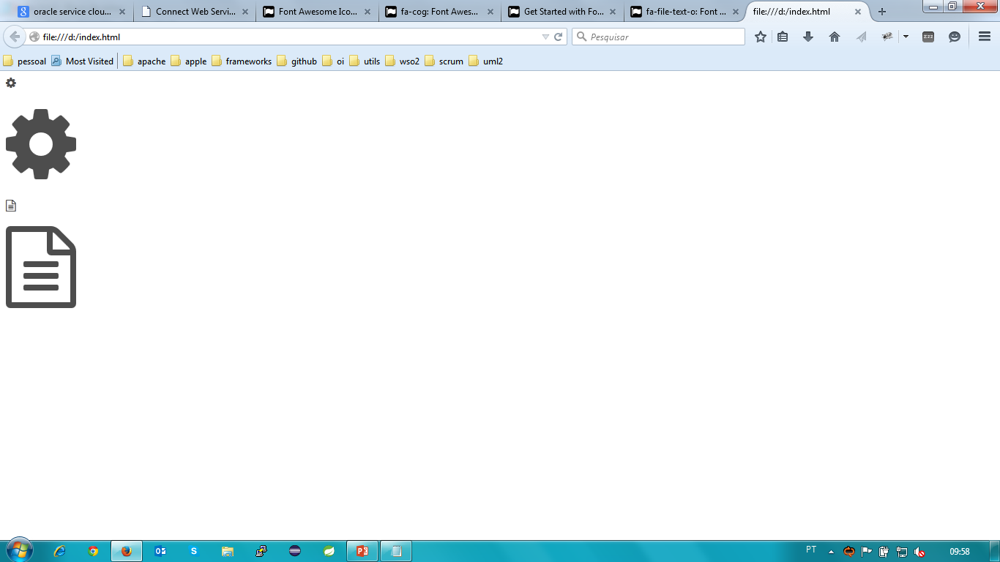 oracle service clou... Connect Web Servi... Font Awesome Ico... fa-cog: Font Awes... Get Started with Fo... fa-file-text-o: Font ... file:///d:/index.html
file:///d:/index.html Pesquisar
pessoal Most Visited apache apple frameworks github oi utils wso2 scrum uml2
PT 09:58